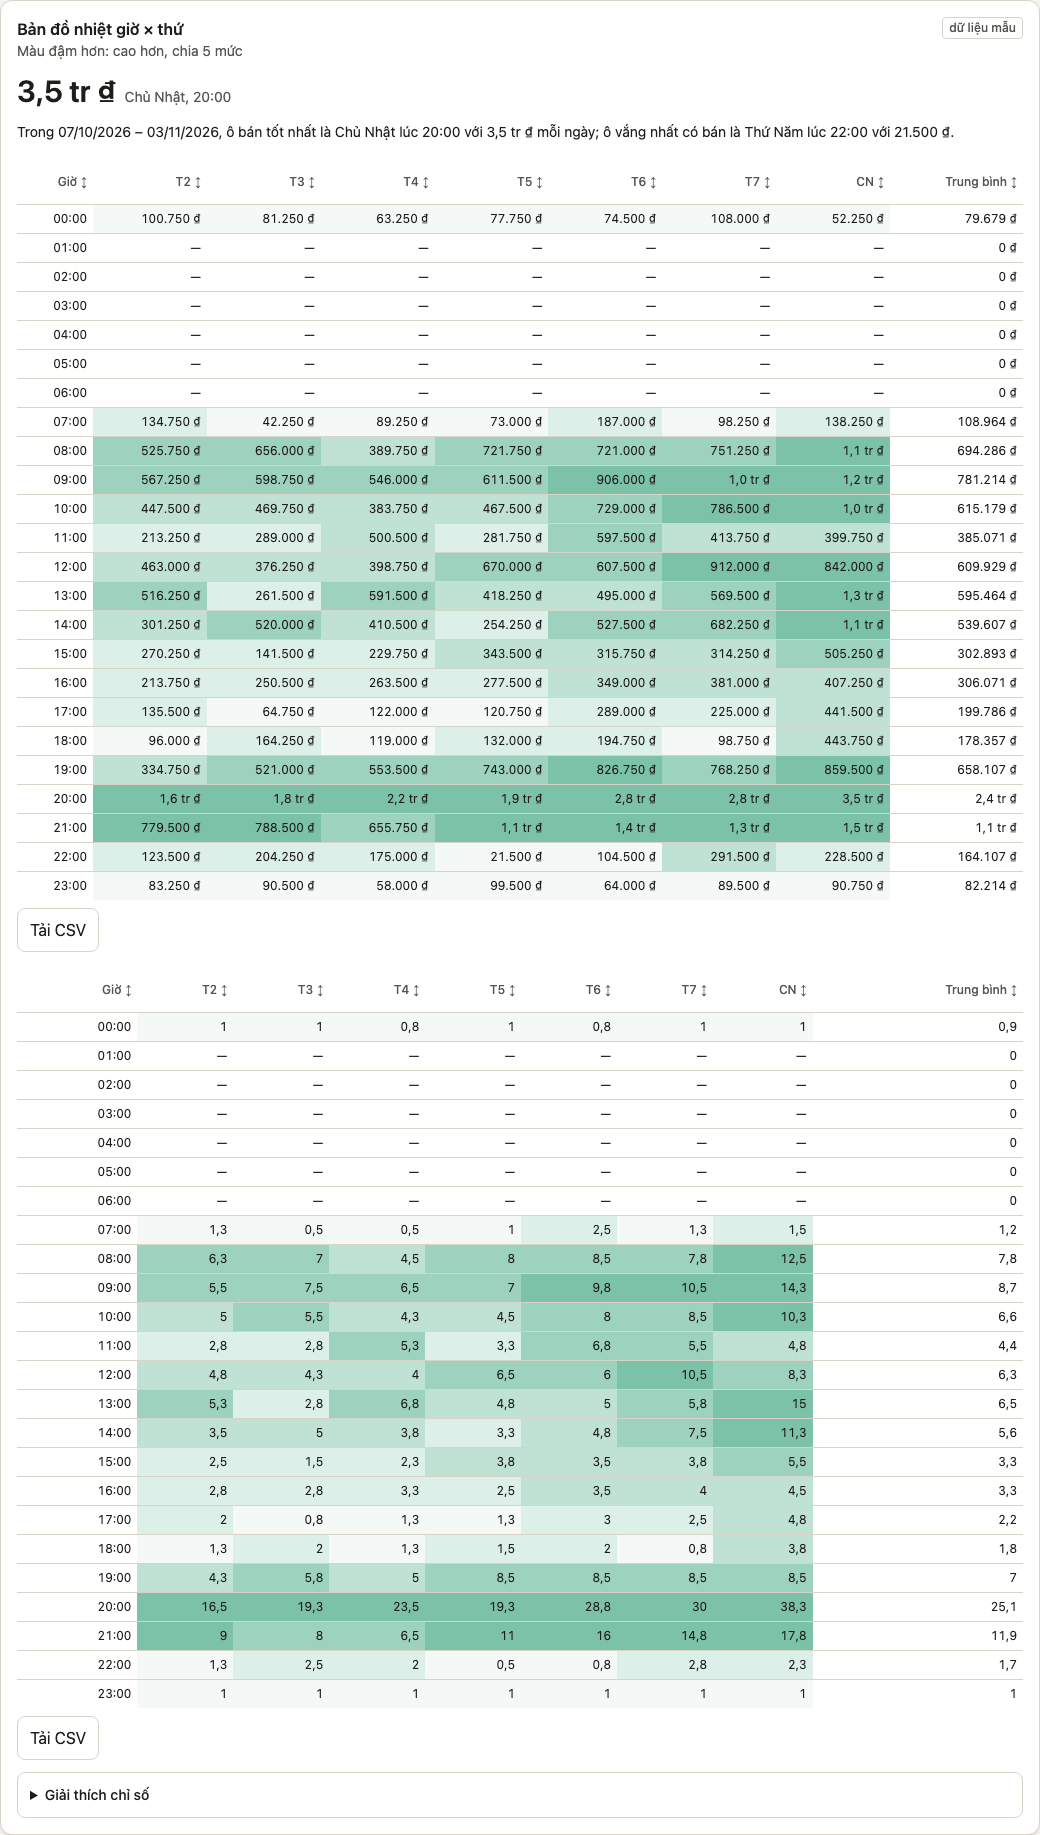 Bản đồ nhiệt giờ × thứ
dữ liệu mẫu
Màu đậm hơn: cao hơn, chia 5 mức
3,5 tr ₫ Chủ Nhật, 20:00
Trong 07/10/2026 – 03/11/2026, ô bán tốt nhất là Chủ Nhật lúc 20:00 với 3,5 tr ₫ mỗi ngày; ô vắng nhất có bán là Thứ Năm lúc 22:00 với 21.500 ₫.
Giờ ↕ T2 ↕ T3 ↕ T4 ↕ T5 ↕ T6 ↕ T7 ↕ CN ↕ Trung bình ↕
00:00 100.750 ₫ 81.250 ₫ 63.250 ₫ 77.750 ₫ 74.500 ₫ 108.000 ₫ 52.250 ₫ 79.679 ₫
01:00 — — — — — — — 0 ₫
02:00 — — — — — — — 0 ₫
03:00 — — — — — — — 0 ₫
04:00 — — — — — — — 0 ₫
05:00 — — — — — — — 0 ₫
06:00 — — — — — — — 0 ₫
07:00 134.750 ₫ 42.250 ₫ 89.250 ₫ 73.000 ₫ 187.000 ₫ 98.250 ₫ 138.250 ₫ 108.964 ₫
08:00 525.750 ₫ 656.000 ₫ 389.750 ₫ 721.750 ₫ 721.000 ₫ 751.250 ₫ 1,1 tr ₫ 694.286 ₫
09:00 567.250 ₫ 598.750 ₫ 546.000 ₫ 611.500 ₫ 906.000 ₫ 1,0 tr ₫ 1,2 tr ₫ 781.214 ₫
10:00 447.500 ₫ 469.750 ₫ 383.750 ₫ 467.500 ₫ 729.000 ₫ 786.500 ₫ 1,0 tr ₫ 615.179 ₫
11:00 213.250 ₫ 289.000 ₫ 500.500 ₫ 281.750 ₫ 597.500 ₫ 413.750 ₫ 399.750 ₫ 385.071 ₫
12:00 463.000 ₫ 376.250 ₫ 398.750 ₫ 670.000 ₫ 607.500 ₫ 912.000 ₫ 842.000 ₫ 609.929 ₫
13:00 516.250 ₫ 261.500 ₫ 591.500 ₫ 418.250 ₫ 495.000 ₫ 569.500 ₫ 1,3 tr ₫ 595.464 ₫
14:00 301.250 ₫ 520.000 ₫ 410.500 ₫ 254.250 ₫ 527.500 ₫ 682.250 ₫ 1,1 tr ₫ 539.607 ₫
15:00 270.250 ₫ 141.500 ₫ 229.750 ₫ 343.500 ₫ 315.750 ₫ 314.250 ₫ 505.250 ₫ 302.893 ₫
16:00 213.750 ₫ 250.500 ₫ 263.500 ₫ 277.500 ₫ 349.000 ₫ 381.000 ₫ 407.250 ₫ 306.071 ₫
17:00 135.500 ₫ 64.750 ₫ 122.000 ₫ 120.750 ₫ 289.000 ₫ 225.000 ₫ 441.500 ₫ 199.786 ₫
18:00 96.000 ₫ 164.250 ₫ 119.000 ₫ 132.000 ₫ 194.750 ₫ 98.750 ₫ 443.750 ₫ 178.357 ₫
19:00 334.750 ₫ 521.000 ₫ 553.500 ₫ 743.000 ₫ 826.750 ₫ 768.250 ₫ 859.500 ₫ 658.107 ₫
20:00 1,6 tr ₫ 1,8 tr ₫ 2,2 tr ₫ 1,9 tr ₫ 2,8 tr ₫ 2,8 tr ₫ 3,5 tr ₫ 2,4 tr ₫
21:00 779.500 ₫ 788.500 ₫ 655.750 ₫ 1,1 tr ₫ 1,4 tr ₫ 1,3 tr ₫ 1,5 tr ₫ 1,1 tr ₫
22:00 123.500 ₫ 204.250 ₫ 175.000 ₫ 21.500 ₫ 104.500 ₫ 291.500 ₫ 228.500 ₫ 164.107 ₫
23:00 83.250 ₫ 90.500 ₫ 58.000 ₫ 99.500 ₫ 64.000 ₫ 89.500 ₫ 90.750 ₫ 82.214 ₫
Tải CSV
Giờ ↕ T2 ↕ T3 ↕ T4 ↕ T5 ↕ T6 ↕ T7 ↕ CN ↕ Trung bình ↕
00:00 1 1 0,8 1 0,8 1 1 0,9
01:00 — — — — — — — 0
02:00 — — — — — — — 0
03:00 — — — — — — — 0
04:00 — — — — — — — 0
05:00 — — — — — — — 0
06:00 — — — — — — — 0
07:00 1,3 0,5 0,5 1 2,5 1,3 1,5 1,2
08:00 6,3 7 4,5 8 8,5 7,8 12,5 7,8
09:00 5,5 7,5 6,5 7 9,8 10,5 14,3 8,7
10:00 5 5,5 4,3 4,5 8 8,5 10,3 6,6
11:00 2,8 2,8 5,3 3,3 6,8 5,5 4,8 4,4
12:00 4,8 4,3 4 6,5 6 10,5 8,3 6,3
13:00 5,3 2,8 6,8 4,8 5 5,8 15 6,5
14:00 3,5 5 3,8 3,3 4,8 7,5 11,3 5,6
15:00 2,5 1,5 2,3 3,8 3,5 3,8 5,5 3,3
16:00 2,8 2,8 3,3 2,5 3,5 4 4,5 3,3
17:00 2 0,8 1,3 1,3 3 2,5 4,8 2,2
18:00 1,3 2 1,3 1,5 2 0,8 3,8 1,8
19:00 4,3 5,8 5 8,5 8,5 8,5 8,5 7
20:00 16,5 19,3 23,5 19,3 28,8 30 38,3 25,1
21:00 9 8 6,5 11 16 14,8 17,8 11,9
22:00 1,3 2,5 2 0,5 0,8 2,8 2,3 1,7
23:00 1 1 1 1 1 1 1 1
Tải CSV
▶ Giải thích chỉ số